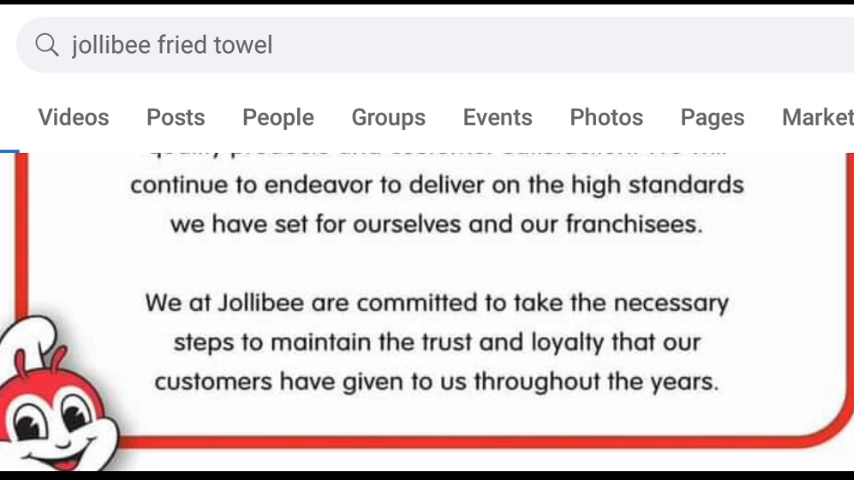 jollibee fried towel
Videos Posts People Groups Events Photos Pages Market
continue to endeavor to deliver on the high standards
we have set for ourselves and our franchisees.
We at Jollibee are committed to take the necessary
steps to maintain the trust and loyalty that our
customers have given to us throughout the years.